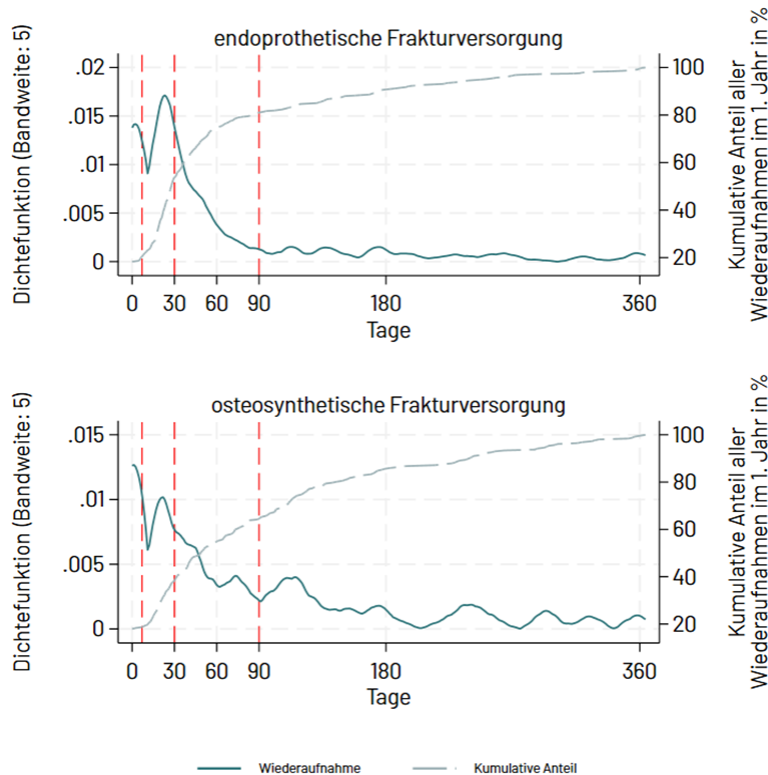 endoprothetische Frakturversorgung
Dichtefunktion (Bandweite: 5)
.02
.015
.01
.005
0
100
80
60
40
20
Kumulative Anteil aller
Wiederaufnahmen im 1. Jahr in %
0 30 60 90 180 360
Tage
osteosynthetische Frakturversorgung
Dichtefunktion (Bandweite: 5)
.015
.01
.005
0
100
80
60
40
20
Kumulative Anteil aller
Wiederaufnahmen im 1. Jahr in %
0 30 60 90 180 360
Tage
Wiederaufnahme Kumulative Anteil